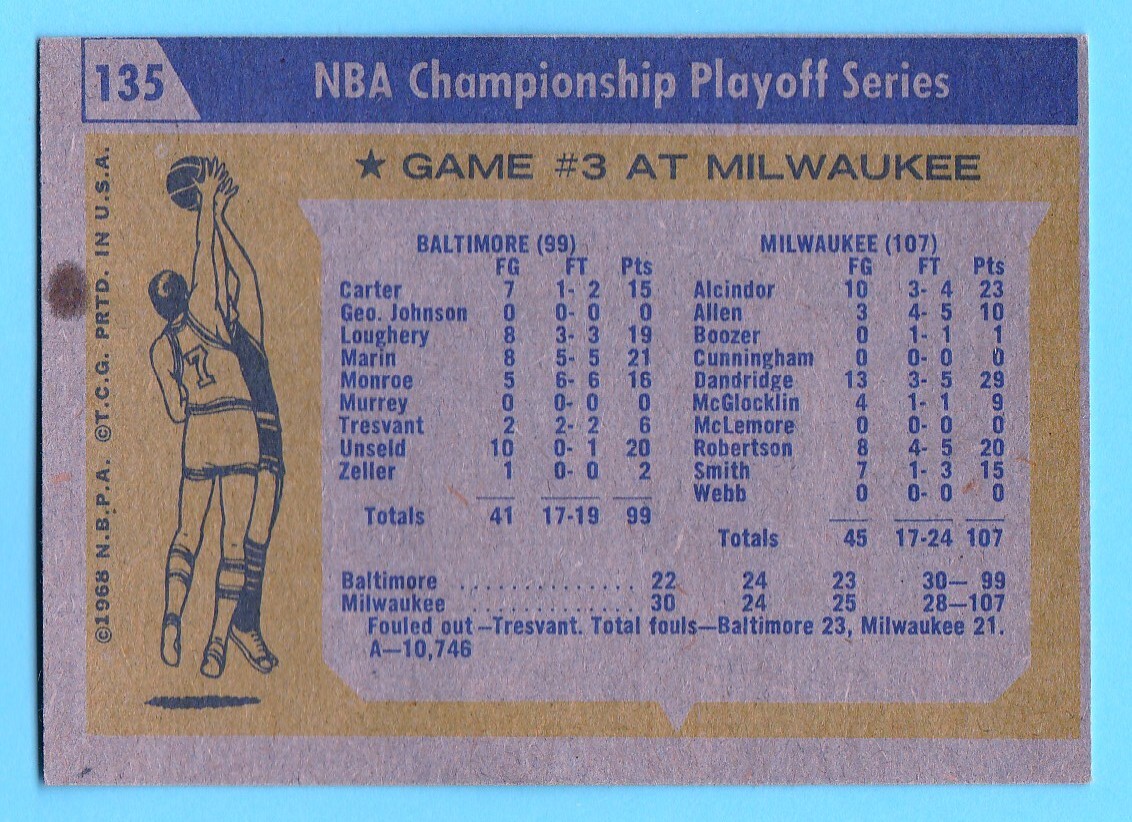 135
NBA Championship Playoff Series
★ GAME #3 AT MILWAUKEE
©1968 N.B.P.A. ©T.C.G. PRTD. IN U.S.A.
1
BALTIMORE (99)
FG FT Pts
Carter 7 1- 2 15
Geo. Johnson 0 0- 0 0
Loughery 8 3- 3 19
Marin 8 5- 5 21
Monroe 5 6- 6 16
Murrey 0 0- 0 0
Tresvant 2 2- 2 6
Unseld 10 0- 1 20
Zeller 1 0- 0 2
Totals 41 17-19 99
MILWAUKEE (107)
FG FT Pts
Alcindor 10 3- 4 23
Allen 3 4- 5 10
Boozer 0 1- 1 1
Cunningham 0 0- 0 0
Dandridge 13 3- 5 29
McGlocklin 4 1- 1 9
McLemore 0 0- 0 0
Robertson 8 4- 5 20
Smith 7 1- 3 15
Webb 0 0- 0 0
Totals 45 17-24 107
Baltimore . . . . . . . . . . . . . . 22 24 23 30— 99
Milwaukee . . . . . . . . . . . . . . 30 24 25 28—107
Fouled out—Tresvant. Total fouls—Baltimore 23, Milwaukee 21.
A—10,746